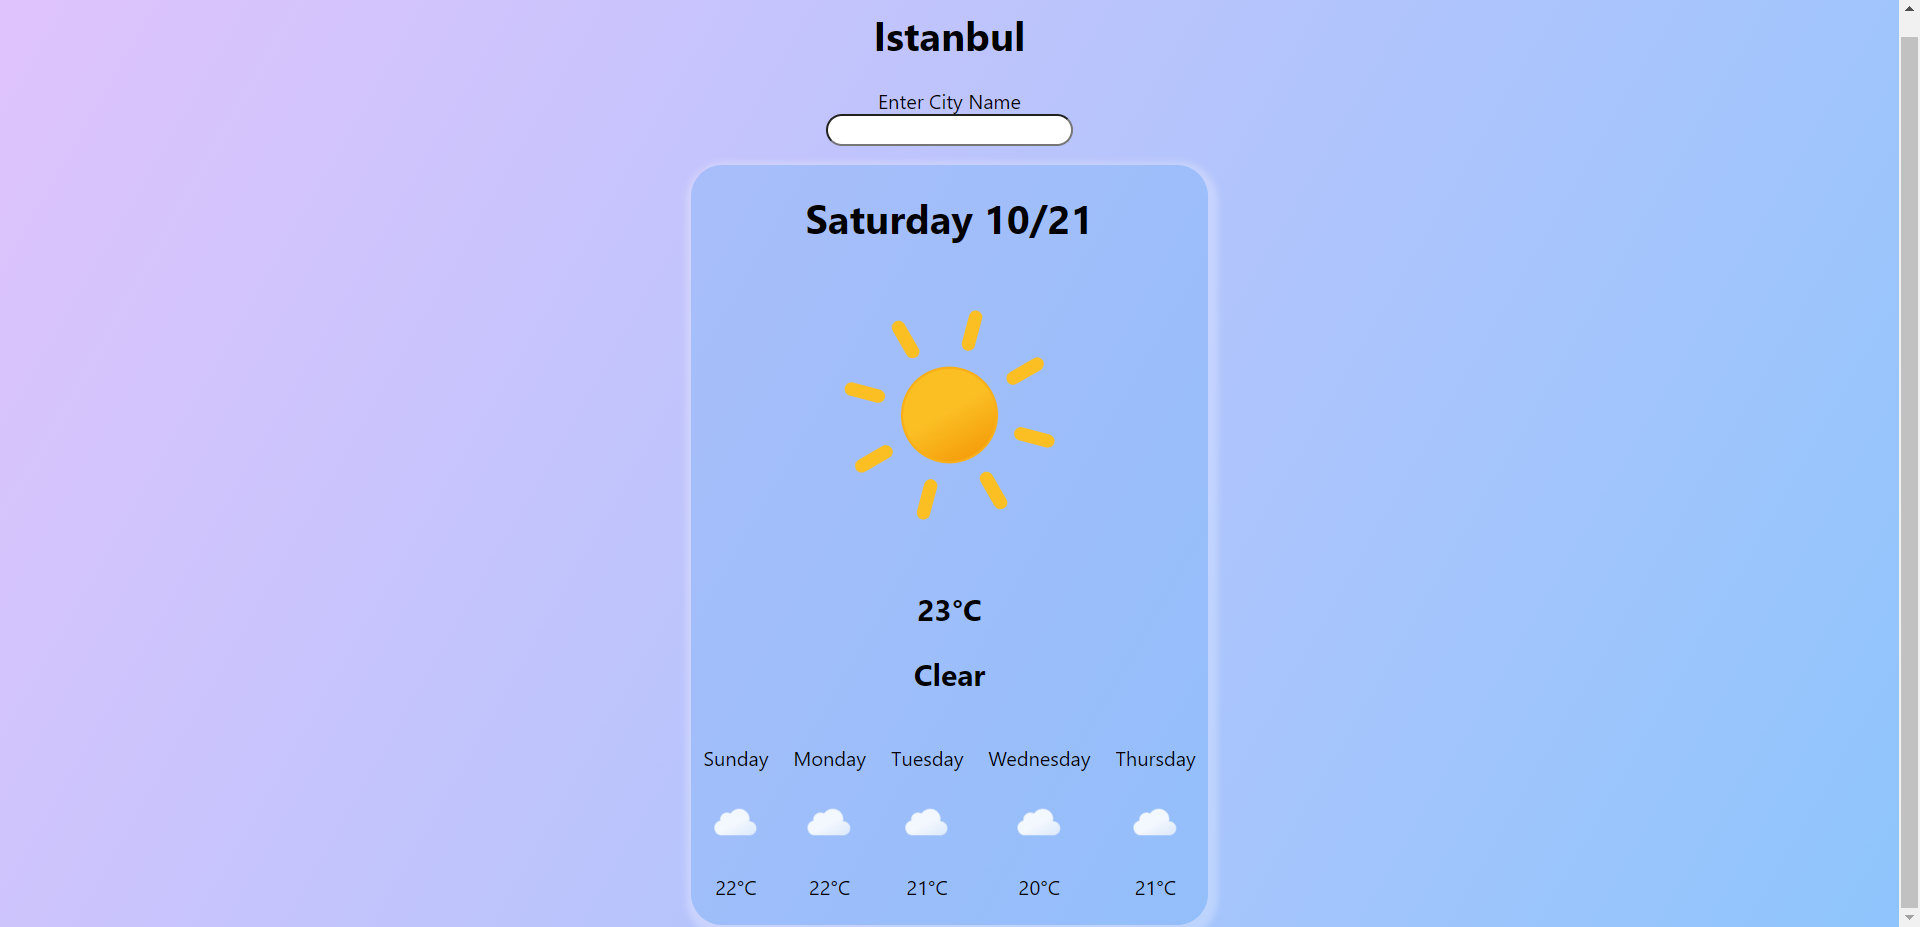 Istanbul
Enter City Name
Saturday 10/21
23°C
Clear
Sunday Monday Tuesday Wednesday Thursday
22°C 22°C 21°C 20°C 21°C